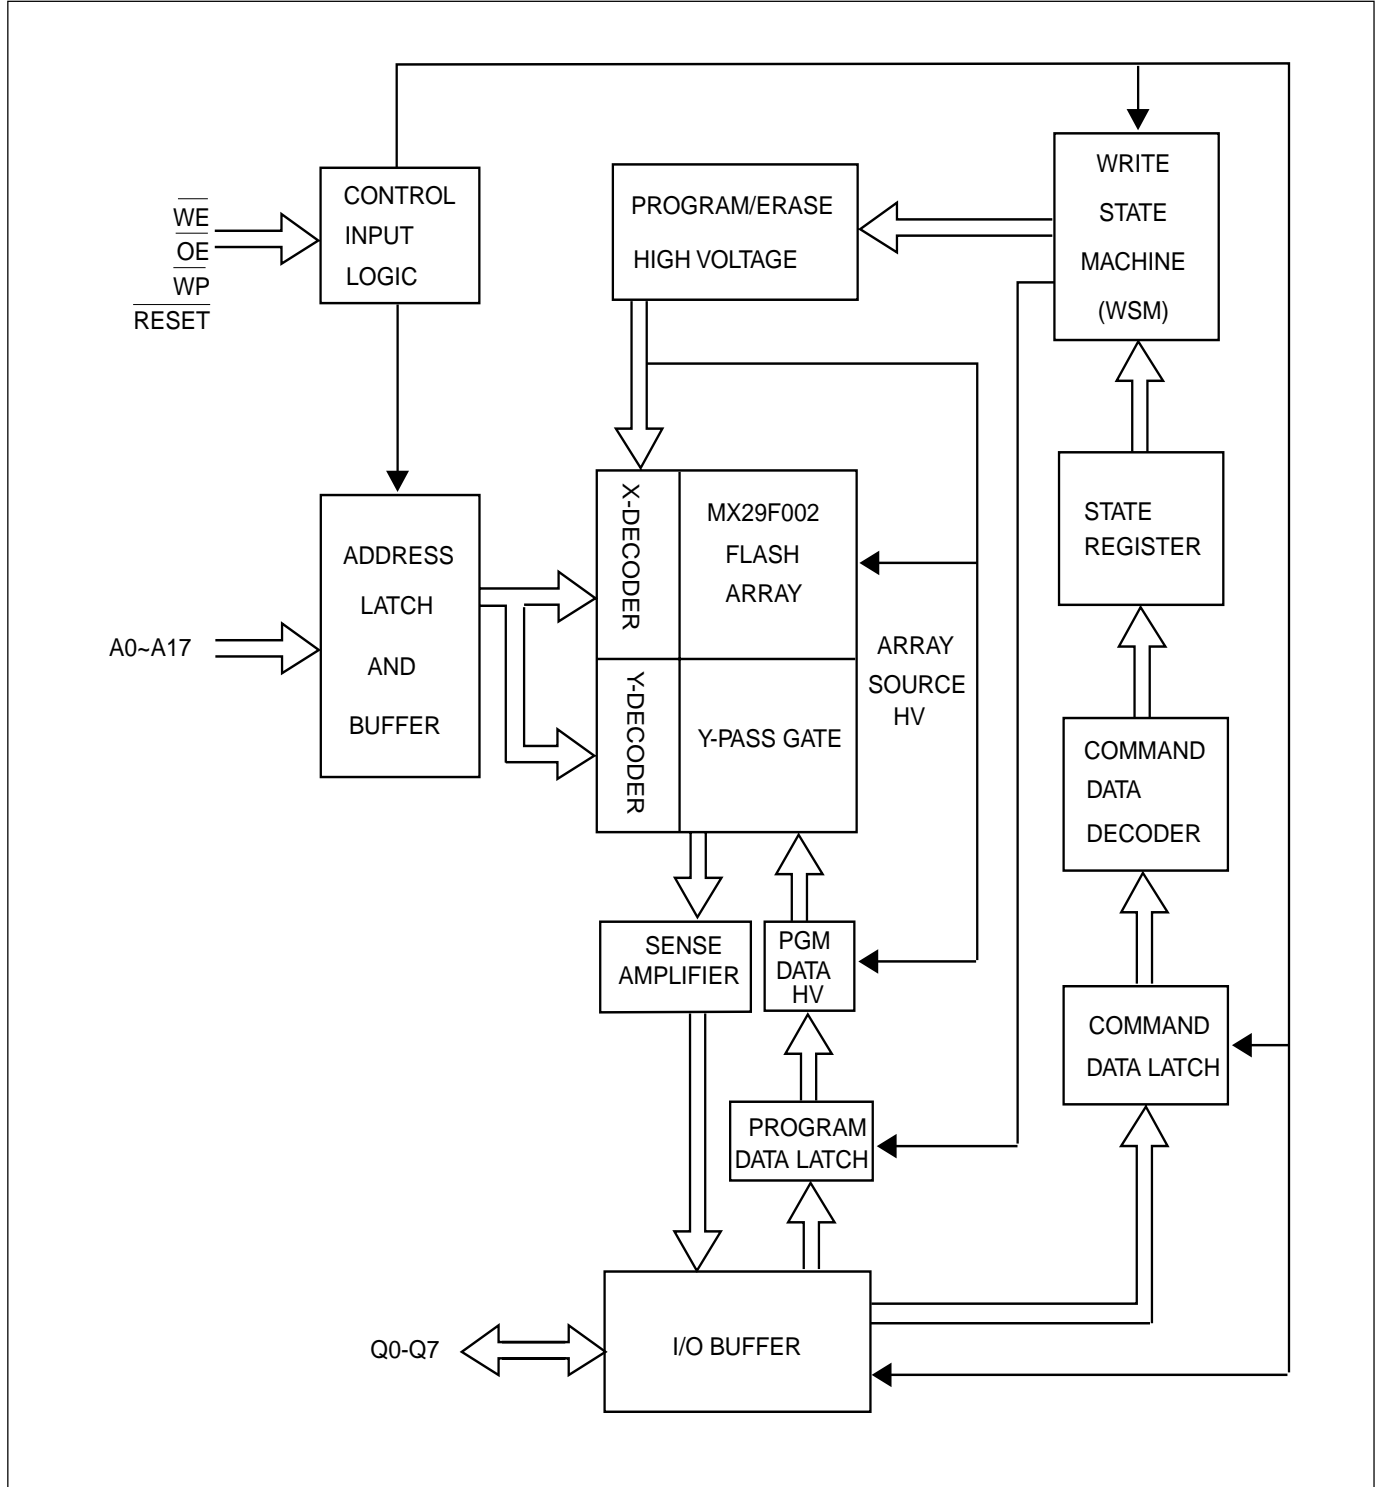 WE
OE
WP
RESET
CONTROL
INPUT
LOGIC
PROGRAM/ERASE
HIGH VOLTAGE
WRITE
STATE
MACHINE
(WSM)
STATE
REGISTER
A0~A17
ADDRESS
LATCH
AND
BUFFER
X-DECODER
MX29F002
FLASH
ARRAY
Y-DECODER
Y-PASS GATE
ARRAY
SOURCE
HV
COMMAND
DATA
DECODER
SENSE
AMPLIFIER
PGM
DATA
HV
COMMAND
DATA LATCH
PROGRAM
DATA LATCH
Q0-Q7
I/O BUFFER